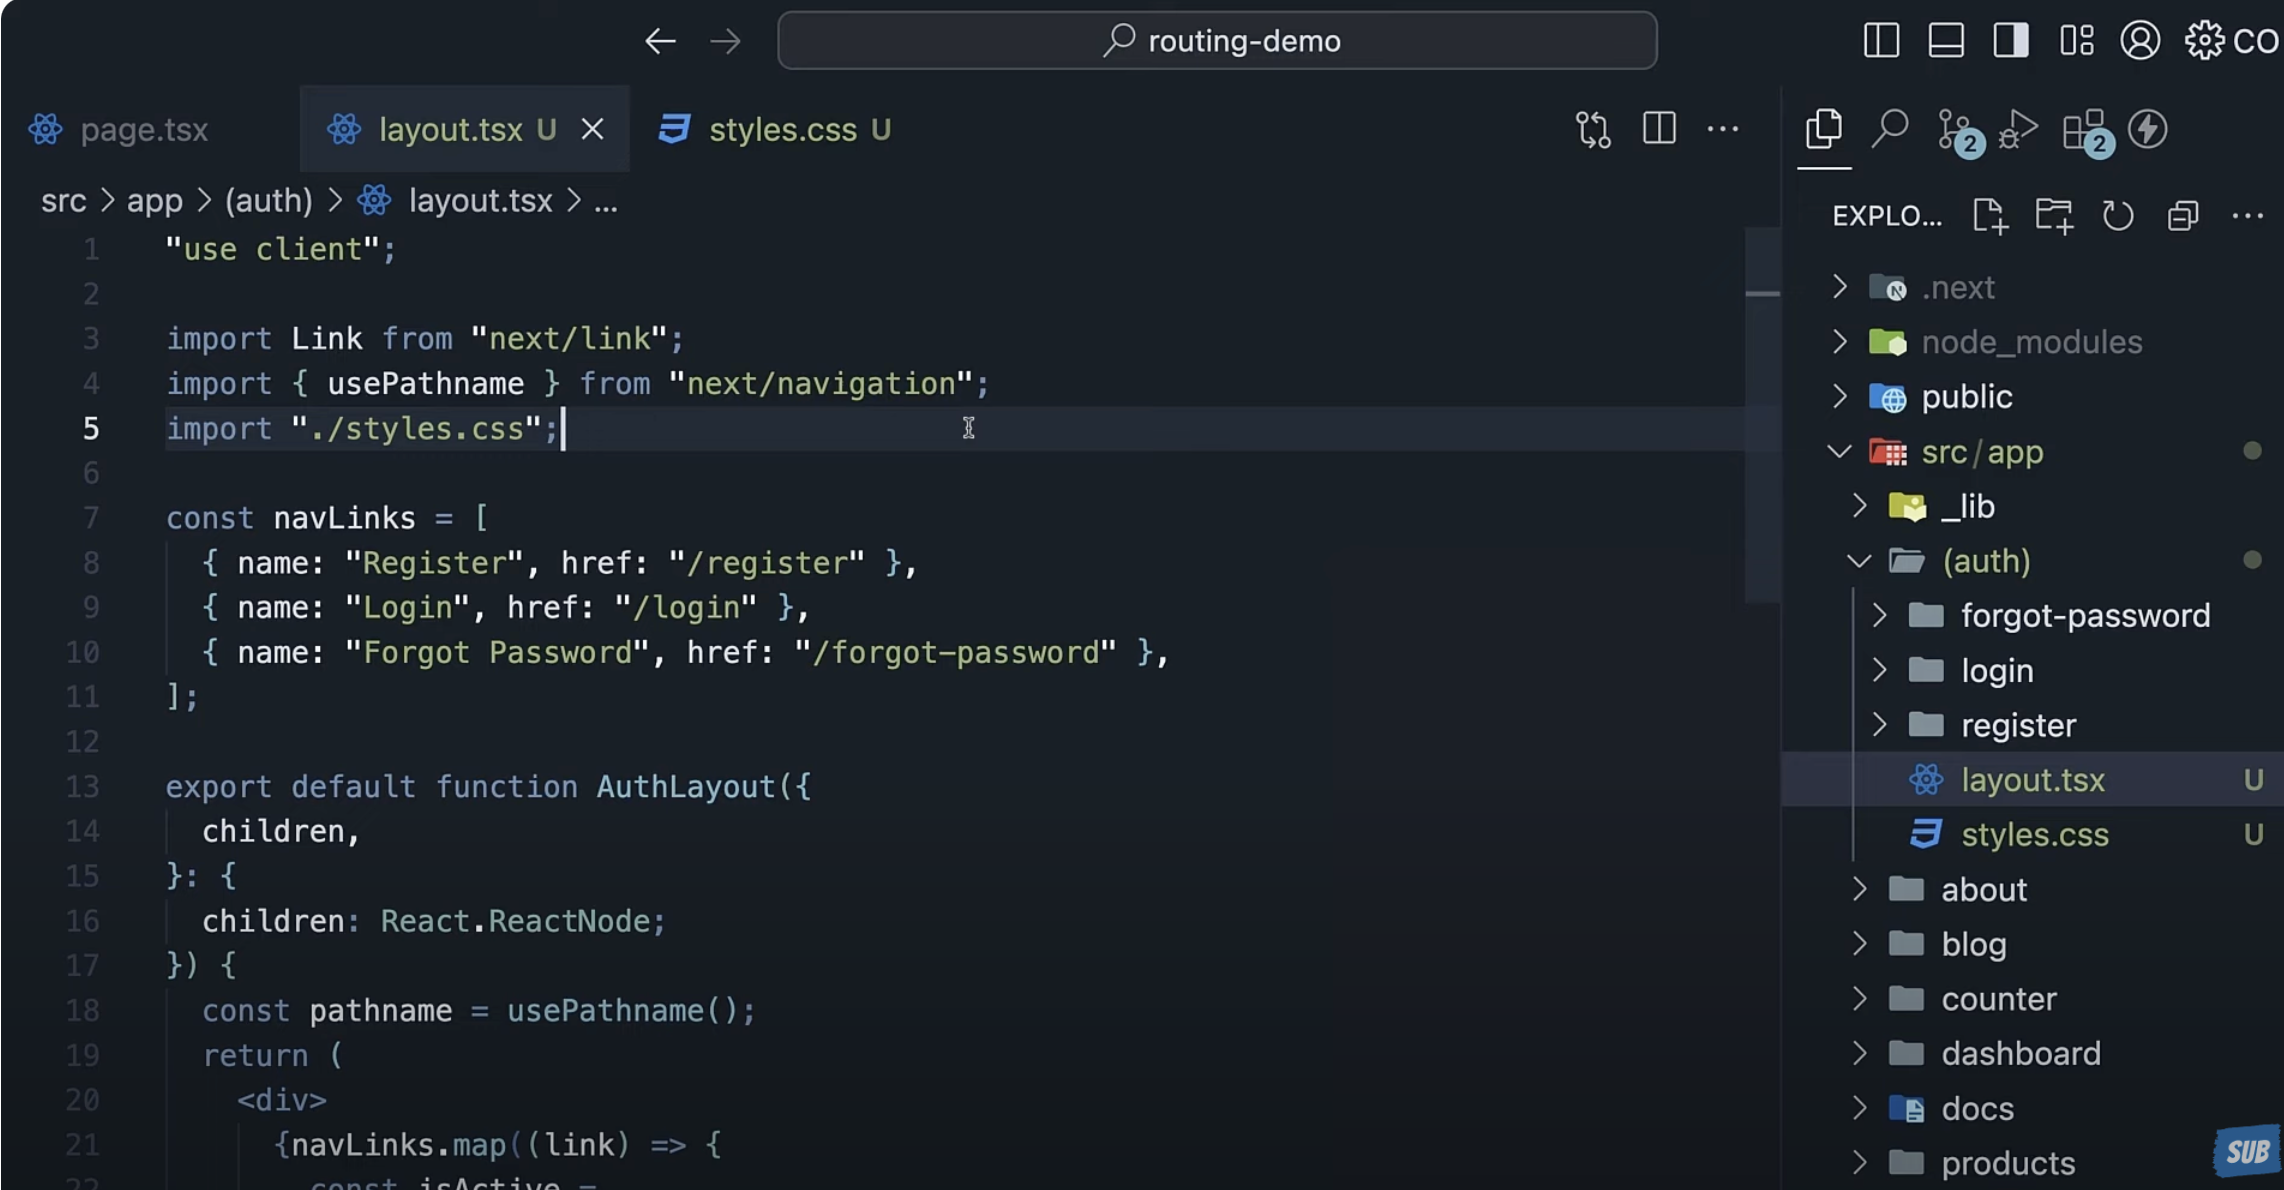 routing-demo
CO
page.tsx
layout.tsx U
styles.css U
2
2
src > app > (auth) > layout.tsx > ...
EXPLO...
1 "use client";
2
3 import Link from "next/link";
4 import { usePathname } from "next/navigation";
5 import "./styles.css";
6
7 const navLinks = [
8 { name: "Register", href: "/register" },
9 { name: "Login", href: "/login" },
10 { name: "Forgot Password", href: "/forgot-password" },
11 ];
12
13 export default function AuthLayout({
14 children,
15 }: {
16 children: React.ReactNode;
17 }) {
18 const pathname = usePathname();
19 return (
20 <div>
21 {navLinks.map((link) => {
22 const isActive =
.next
node_modules
public
src/app
_lib
(auth)
forgot-password
login
register
layout.tsx U
styles.css U
about
blog
counter
dashboard
docs
products
SUB